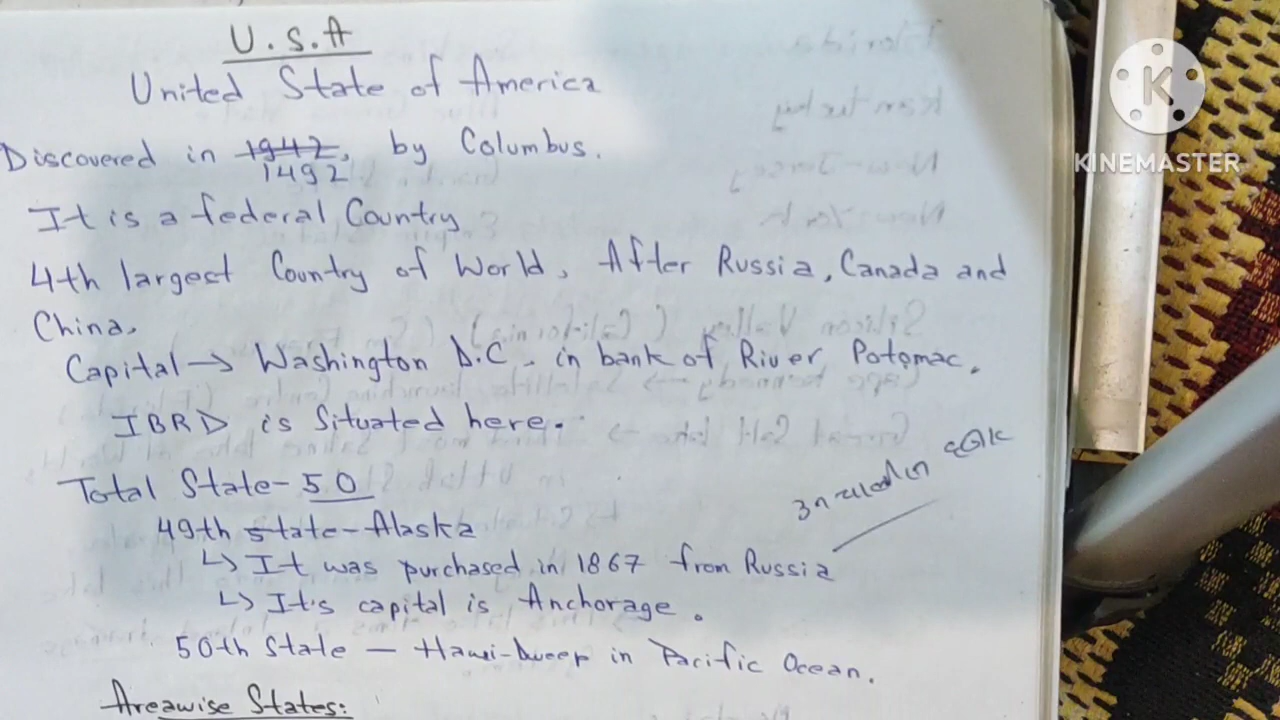 U.S.A
United State of America
Discovered in 1942, by Columbus.
1492
It is a federal Country
4th largest Country of World, After Russia, Canada and
China,
Capital → Washington D.C. in bank of River Potomac.
IBRD is Situated here.
Total State - 50
49th State - Alaska
↳ It was purchased in 1867 from Russia
↳ It's capital is Anchorage.
50th State — Hawai-Dweep in Pacific Ocean.
Areawise States:
K
KINEMASTER